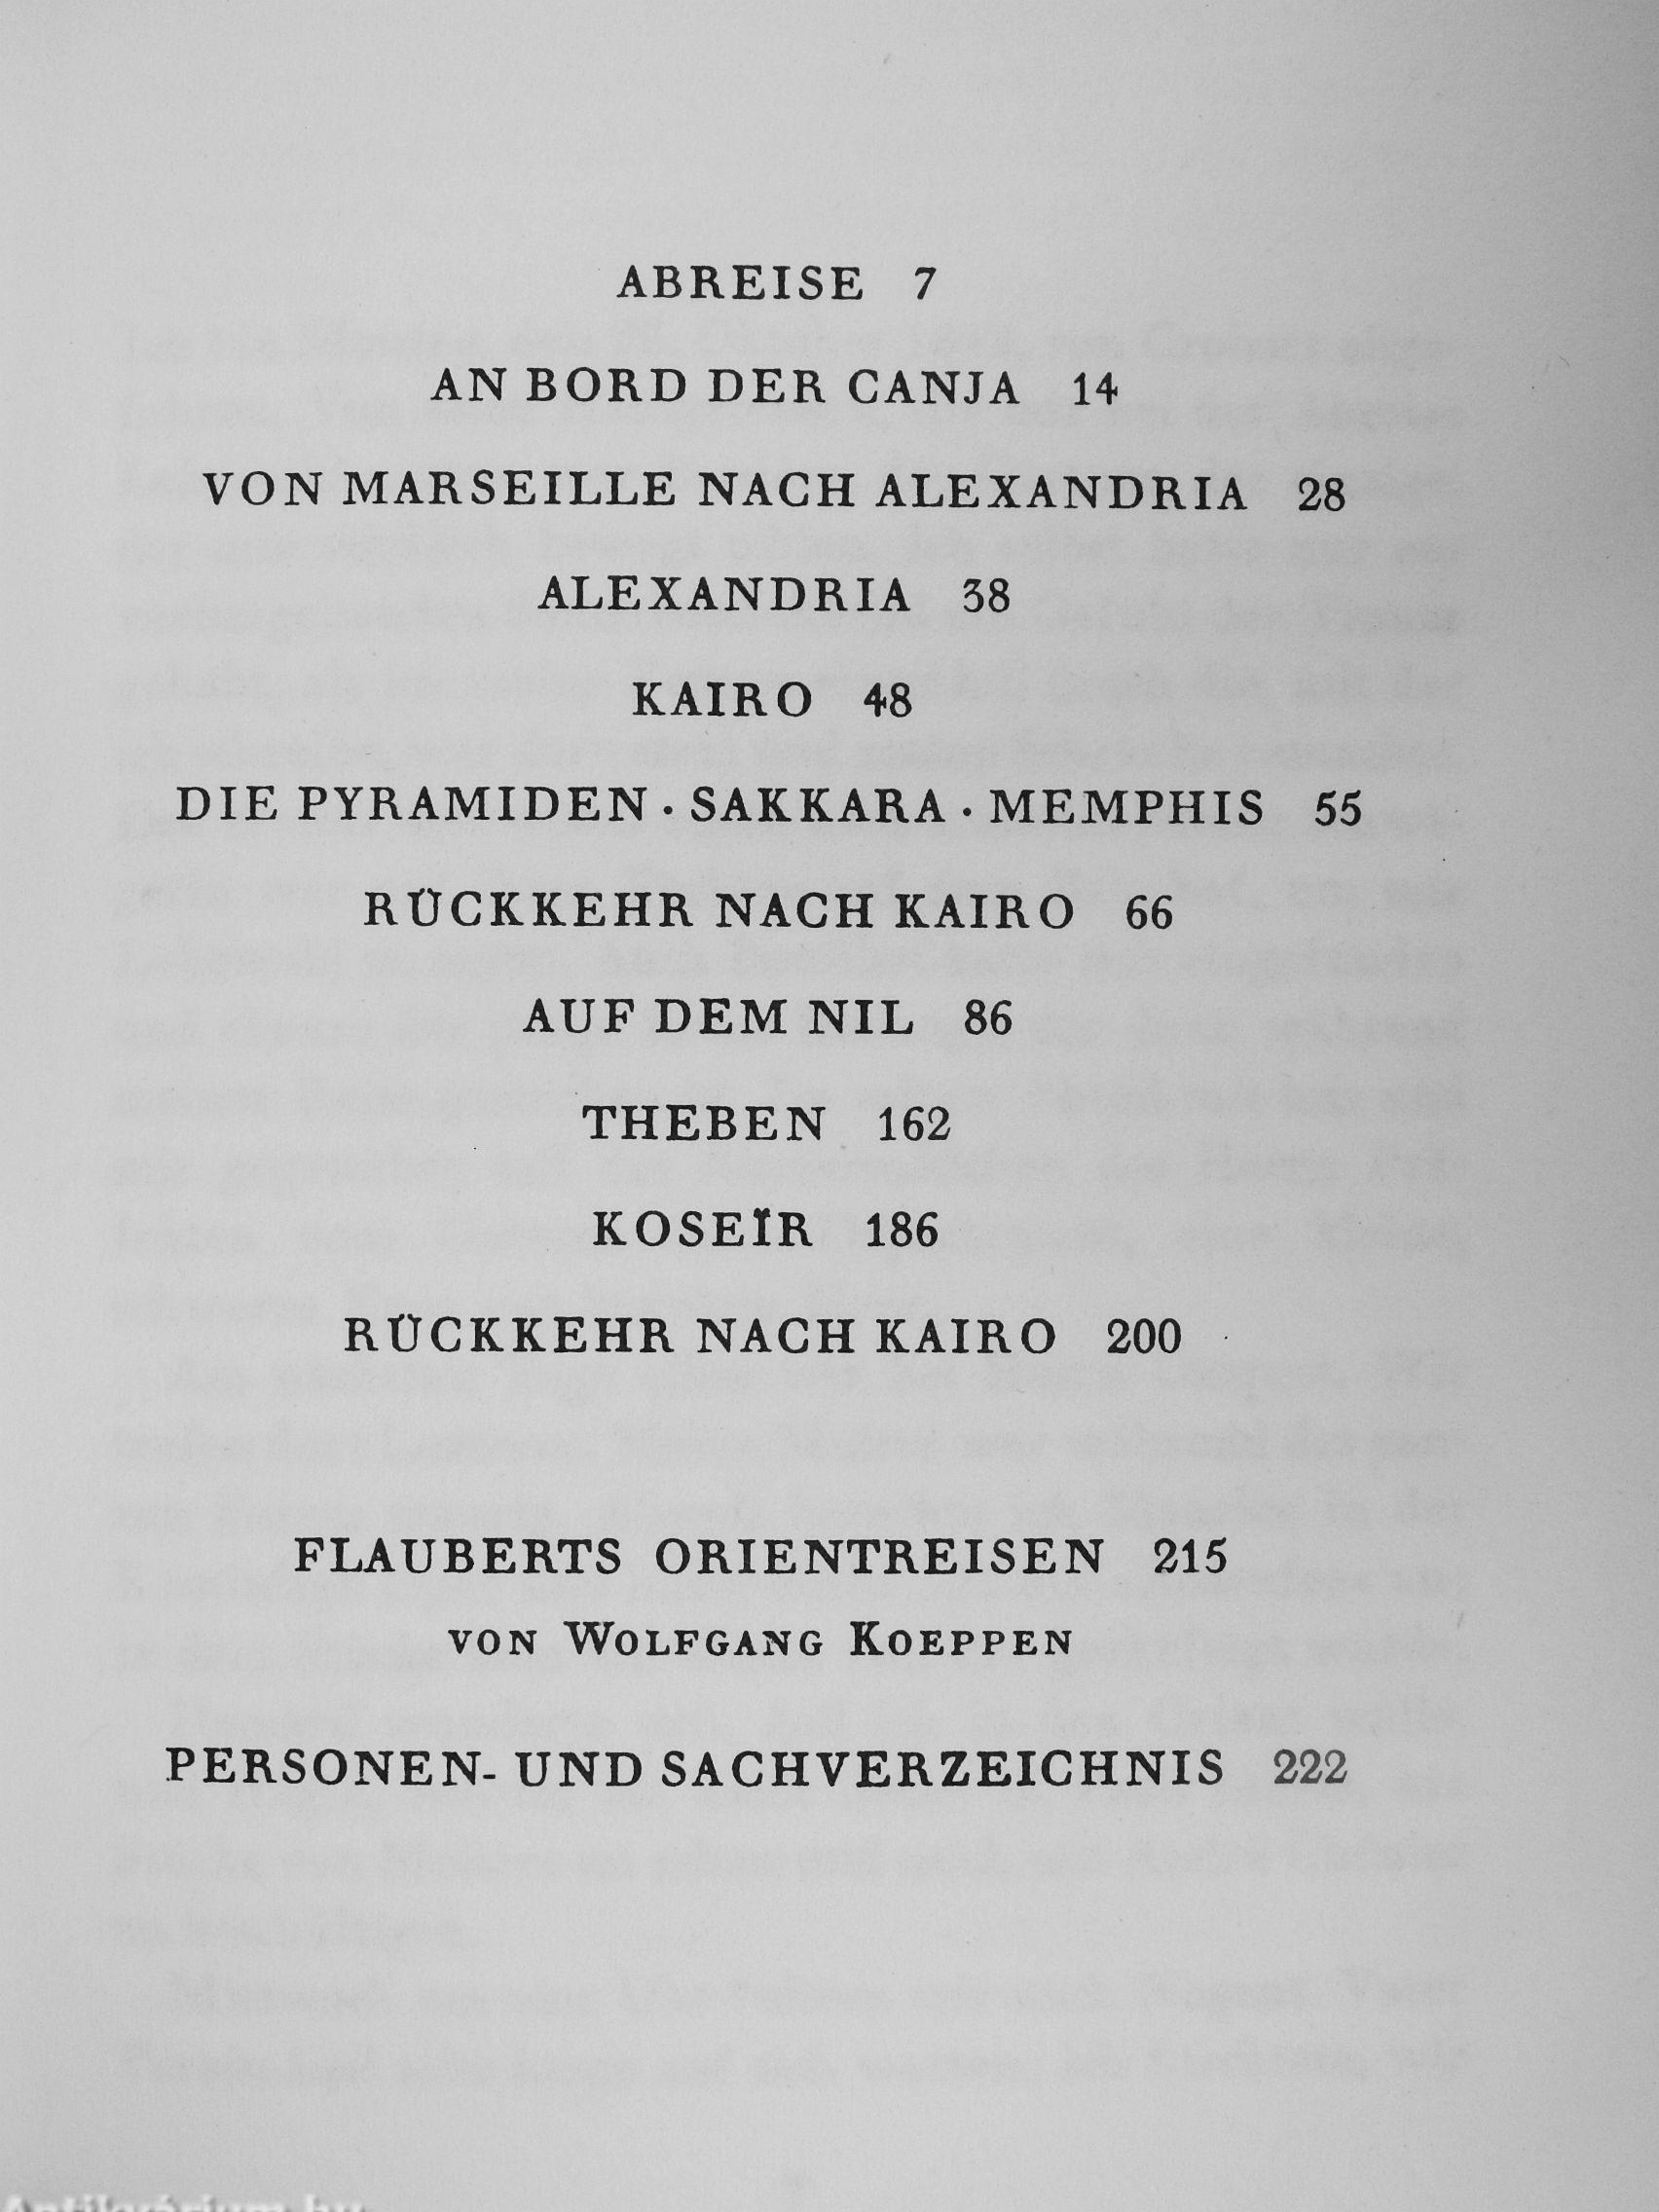 ABREISE 7
AN BORD DER CANJA 14
VON MARSEILLE NACH ALEXANDRIA 28
ALEXANDRIA 38
KAIRO 48
DIE PYRAMIDEN · SAKKARA · MEMPHIS 55
RÜCKKEHR NACH KAIRO 66
AUF DEM NIL 86
THEBEN 162
KOSEÏR 186
RÜCKKEHR NACH KAIRO 200
FLAUBERTS ORIENTREISEN 215
VON WOLFGANG KOEPPEN
PERSONEN- UND SACHVERZEICHNIS 222
Antikvárium.hu